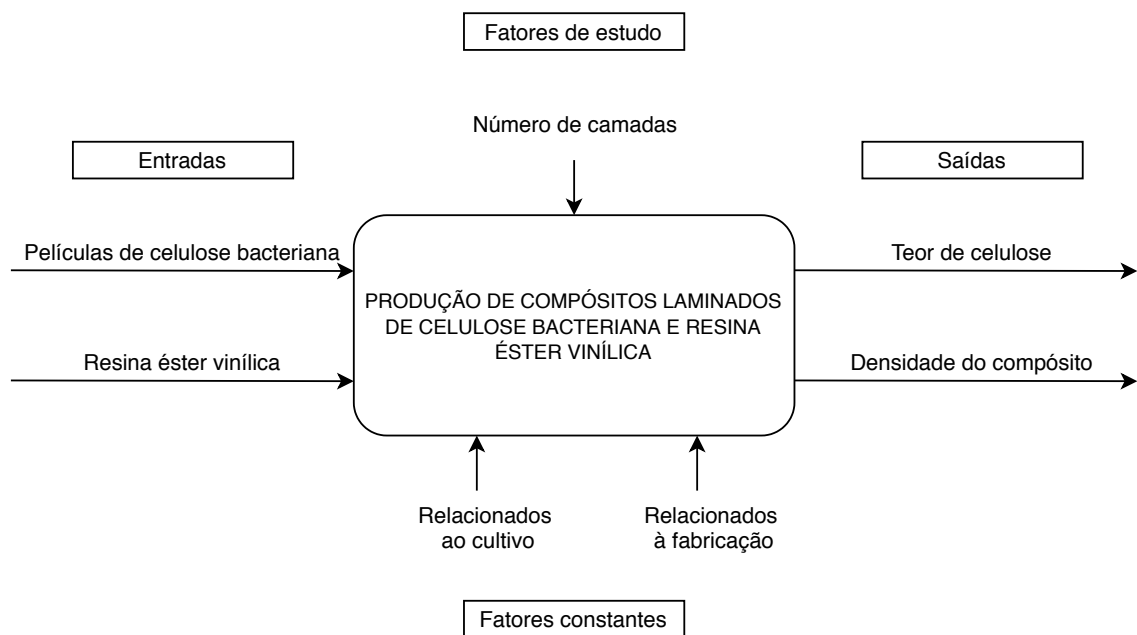 Fatores de estudo
Número de camadas
Entradas
Saídas
Películas de celulose bacteriana
Teor de celulose
PRODUÇÃO DE COMPÓSITOS LAMINADOS
DE CELULOSE BACTERIANA E RESINA
ÉSTER VINÍLICA
Resina éster vinílica
Densidade do compósito
Relacionados
ao cultivo
Relacionados
à fabricação
Fatores constantes